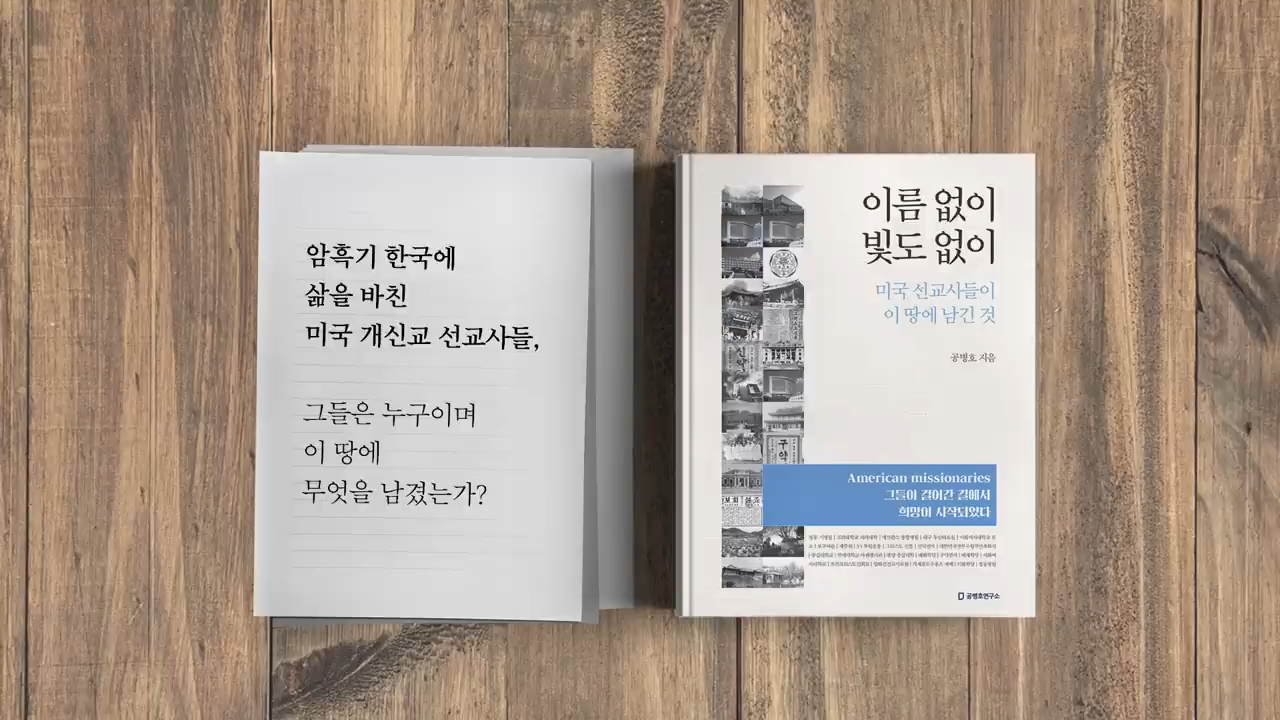 암흑기 한국에
삶을 바친
미국 개신교 선교사들,
그들은 누구이며
이 땅에
무엇을 남겼는가?
이름 없이
빛도 없이
미국 선교사들이
이 땅에 남긴 것
공병호 지음
신약
구약
American missionaries
그들이 걸어간 길에서
희망이 시작되었다
공병호연구소